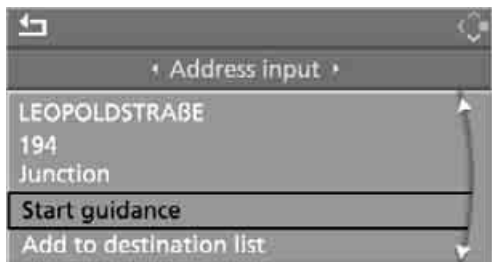 Address input
LEOPOLDSTRAßE
194
Junction
Start guidance
Add to destination list